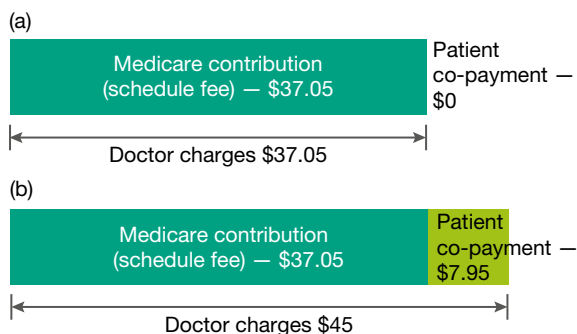 (a)
Medicare contribution
(schedule fee) — $37.05
Patient
co-payment —
$0
Doctor charges $37.05
(b)
Medicare contribution
(schedule fee) — $37.05
Patient
co-payment —
$7.95
Doctor charges $45